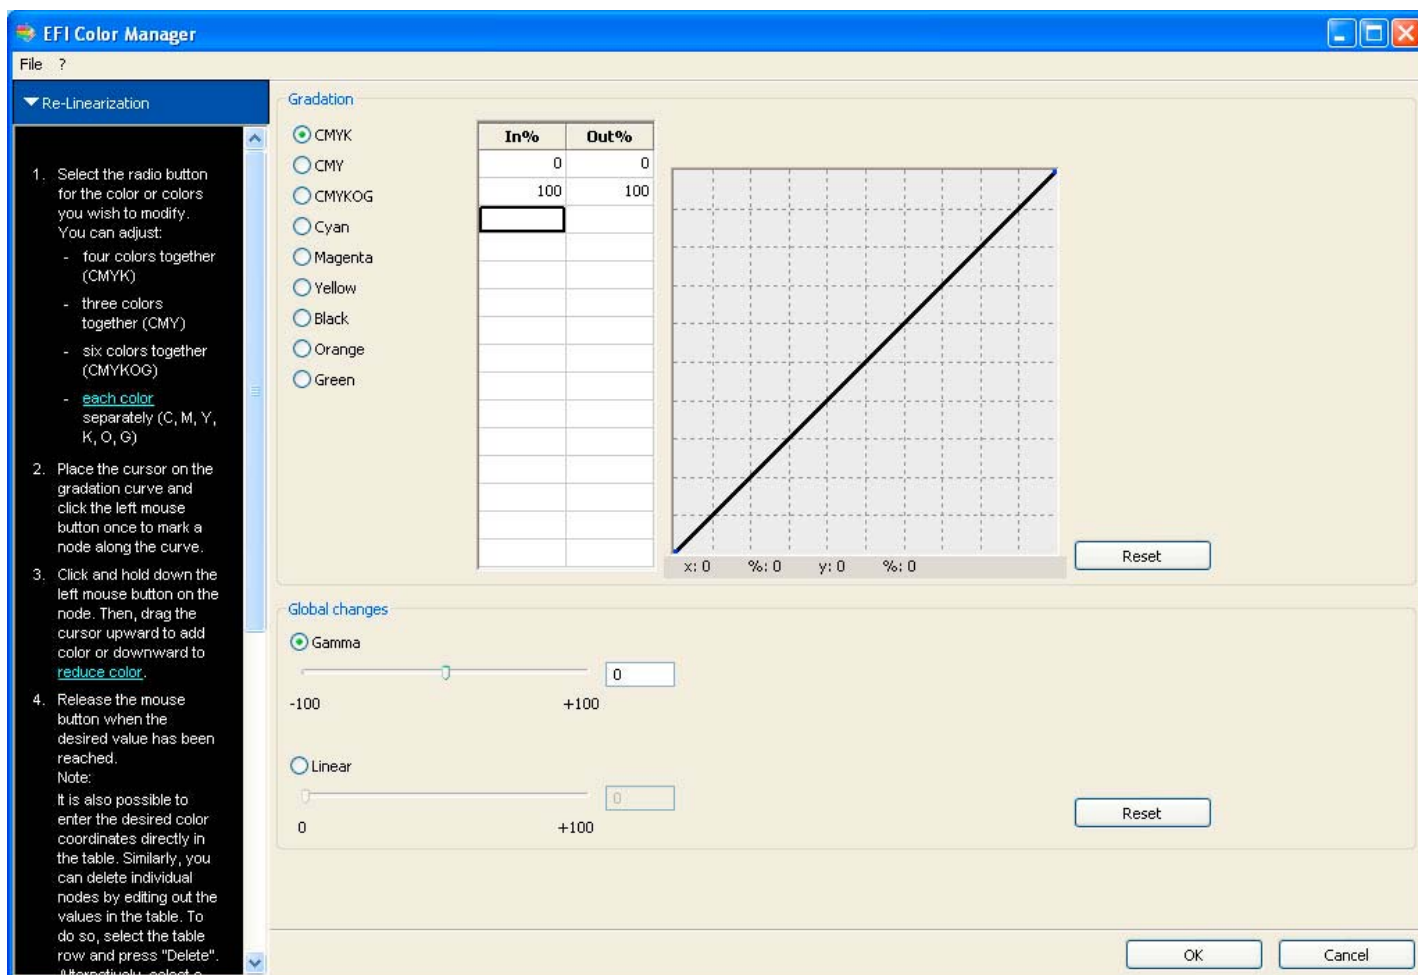 EFI Color Manager
File ?
Re-Linearization
1. Select the radio button
for the color or colors
you wish to modify.
You can adjust:
- four colors together
(CMYK)
- three colors
together (CMY)
- six colors together
(CMYKOG)
- each color
separately (C, M, Y,
K, O, G)
2. Place the cursor on the
gradation curve and
click the left mouse
button once to mark a
node along the curve.
3. Click and hold down the
left mouse button on the
node. Then, drag the
cursor upward to add
color or downward to
reduce color.
4. Release the mouse
button when the
desired value has been
reached.
Note:
It is also possible to
enter the desired color
coordinates directly in
the table. Similarly, you
can delete individual
nodes by editing out the
values in the table. To
do so, select the table
row and press "Delete".
Gradation
CMYK
CMY
CMYKOG
Cyan
Magenta
Yellow
Black
Orange
Green
In% Out%
0 0
100 100
x: 0 %: 0 y: 0 %: 0
Reset
Global changes
Gamma
0
-100 +100
Linear
0
0 +100
Reset
OK Cancel